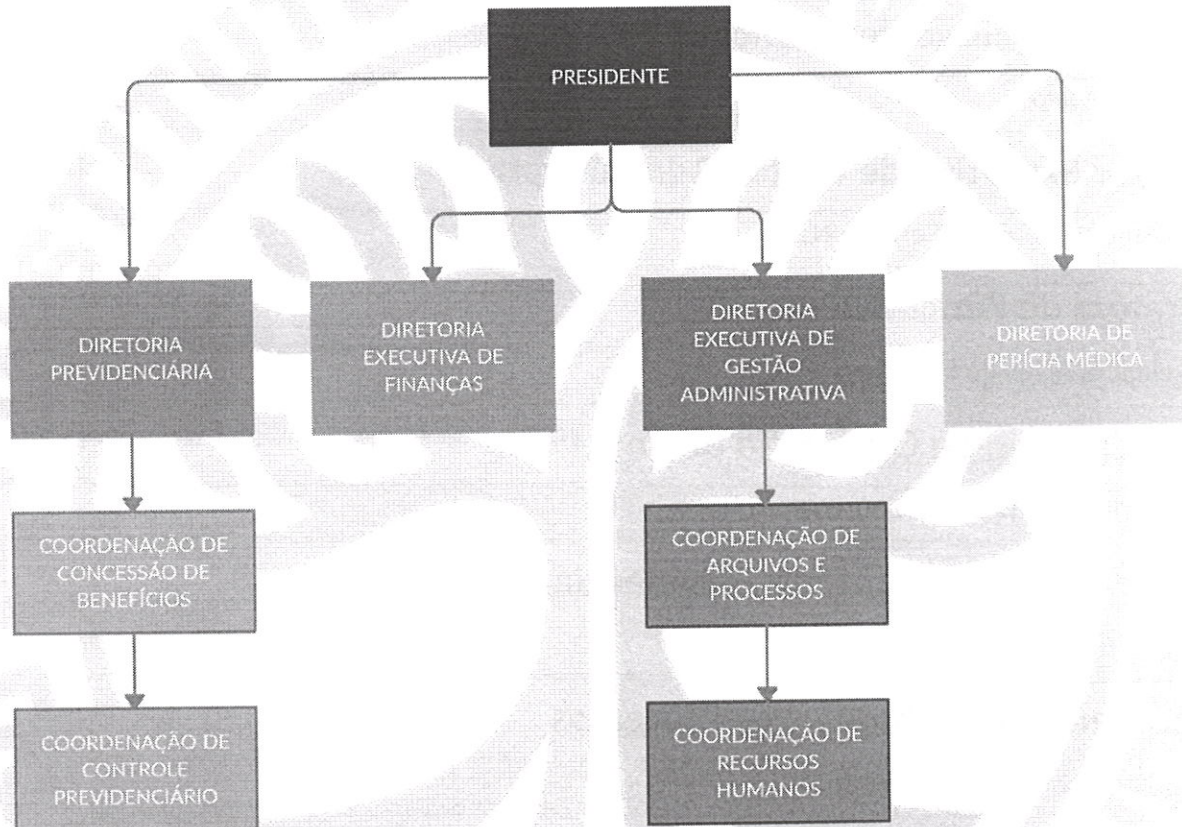 PRESIDENTE
DIRETORIA
PREVIDENCIÁRIA
DIRETORIA
EXECUTIVA DE
FINANÇAS
DIRETORIA
EXECUTIVA DE
GESTÃO
ADMINISTRATIVA
DIRETORIA DE
PERÍCIA MÉDICA
COORDENAÇÃO DE
CONCESSÃO DE
BENEFÍCIOS
COORDENAÇÃO DE
ARQUIVOS E
PROCESSOS
COORDENAÇÃO DE
CONTROLE
PREVIDENCIÁRIO
COORDENAÇÃO DE
RECURSOS
HUMANOS